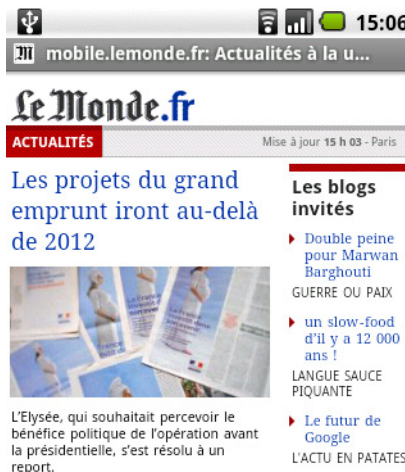 15:06
mobile.lemonde.fr: Actualités à la u...
Le Monde.fr
ACTUALITÉS
Mise à jour 15 h 03 - Paris
Les projets du grand
emprunt iront au-delà
de 2012
L'Elysée, qui souhaitait percevoir le
bénéfice politique de l'opération avant
la présidentielle, s'est résolu à un
report.
Les blogs
invités
Double peine
pour Marwan
Barghouti
GUERRE OU PAIX
un slow-food
d'il y a 12 000
ans !
LANGUE SAUCE
PIQUANTE
Le futur de
Google
L'ACTU EN PATATES